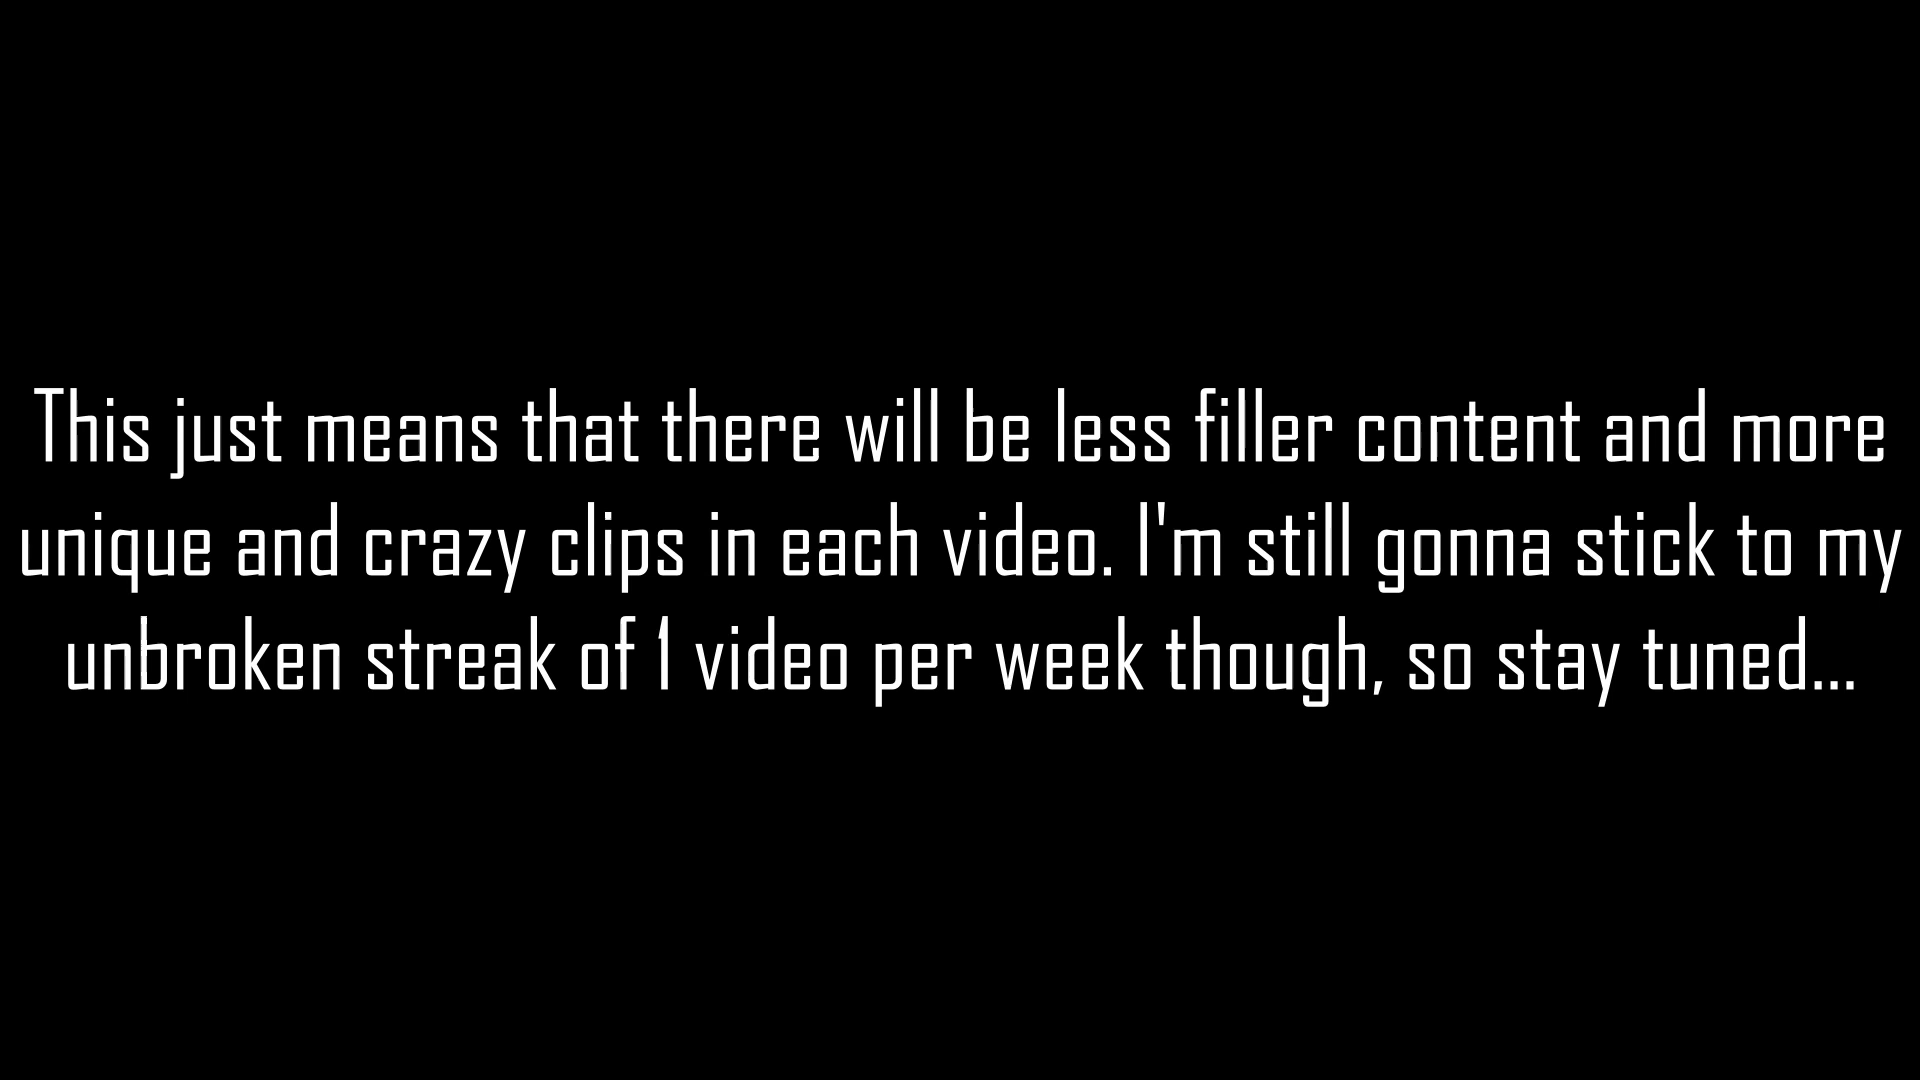 This just means that there will be less filler content and more
unique and crazy clips in each video. I'm still gonna stick to my
unbroken streak of 1 video per week though, so stay tuned...